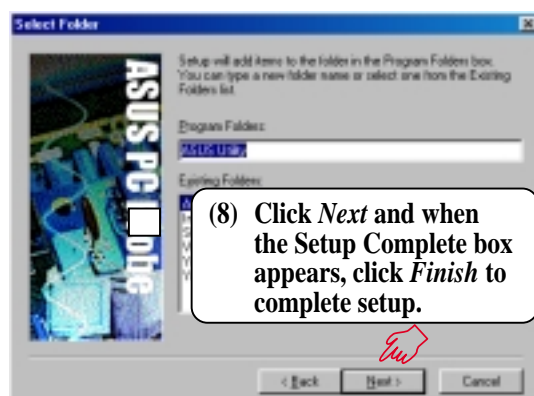 Select Folder
Setup will add items to the folder in the Program Folders box.
You can type a new folder name or select one from the Existing
Folders list.
ASUS PC
Program Folders:
ASUS Utility
Existing Folders:
(8) Click Next and when
the Setup Complete box
appears, click Finish to
complete setup.
< Back
Next >
Cancel